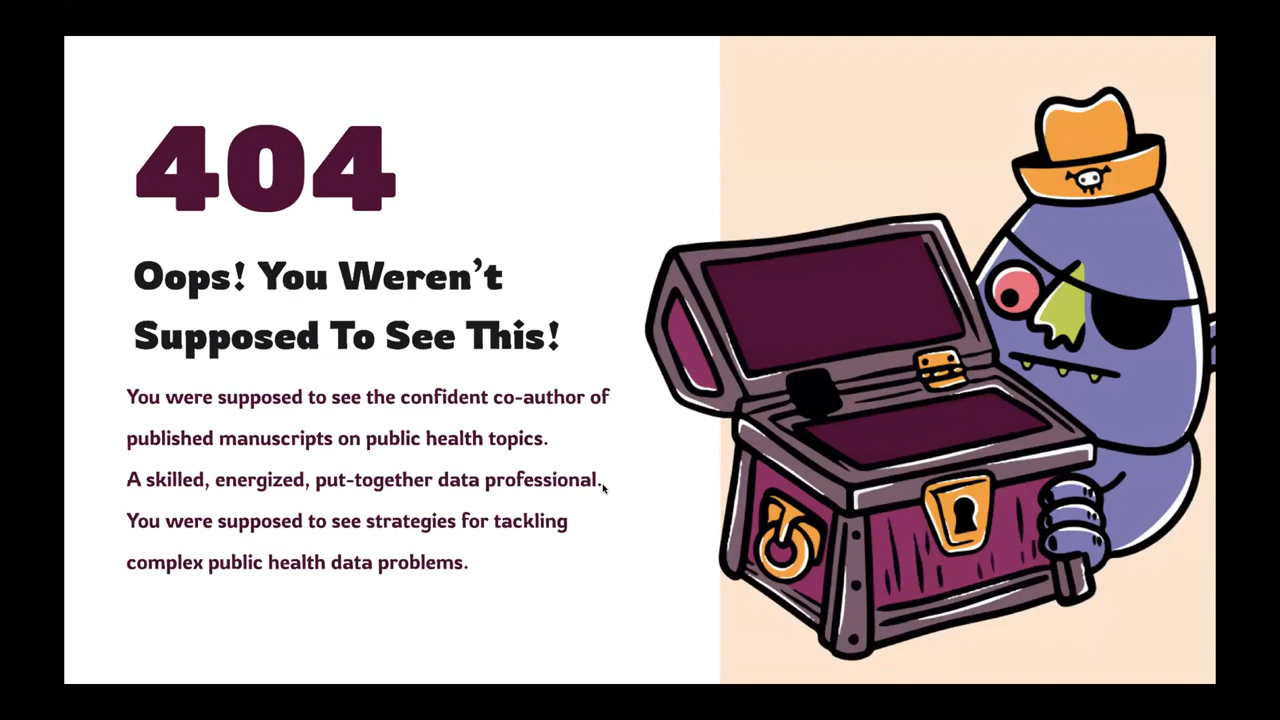 404
Oops! You Weren't
Supposed To See This!
You were supposed to see the confident co-author of
published manuscripts on public health topics.
A skilled, energized, put-together data professional.
You were supposed to see strategies for tackling
complex public health data problems.